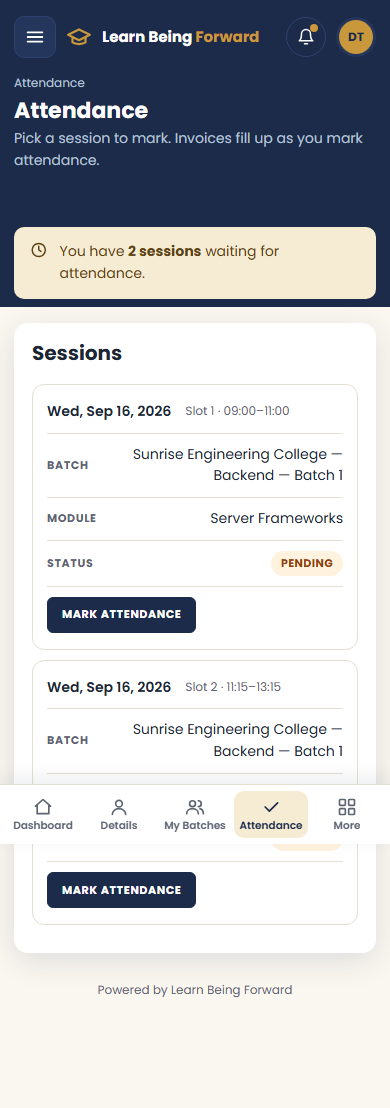 Learn Being Forward
DT
Attendance
Attendance
Pick a session to mark. Invoices fill up as you mark
attendance.
You have 2 sessions waiting for
attendance.
Sessions
Wed, Sep 16, 2026 Slot 1 · 09:00–11:00
BATCH
Sunrise Engineering College —
Backend — Batch 1
MODULE
Server Frameworks
STATUS
PENDING
MARK ATTENDANCE
Wed, Sep 16, 2026 Slot 2 · 11:15–13:15
BATCH
Sunrise Engineering College —
Backend — Batch 1
Dashboard
Details
My Batches
Attendance
More
MARK ATTENDANCE
Powered by Learn Being Forward